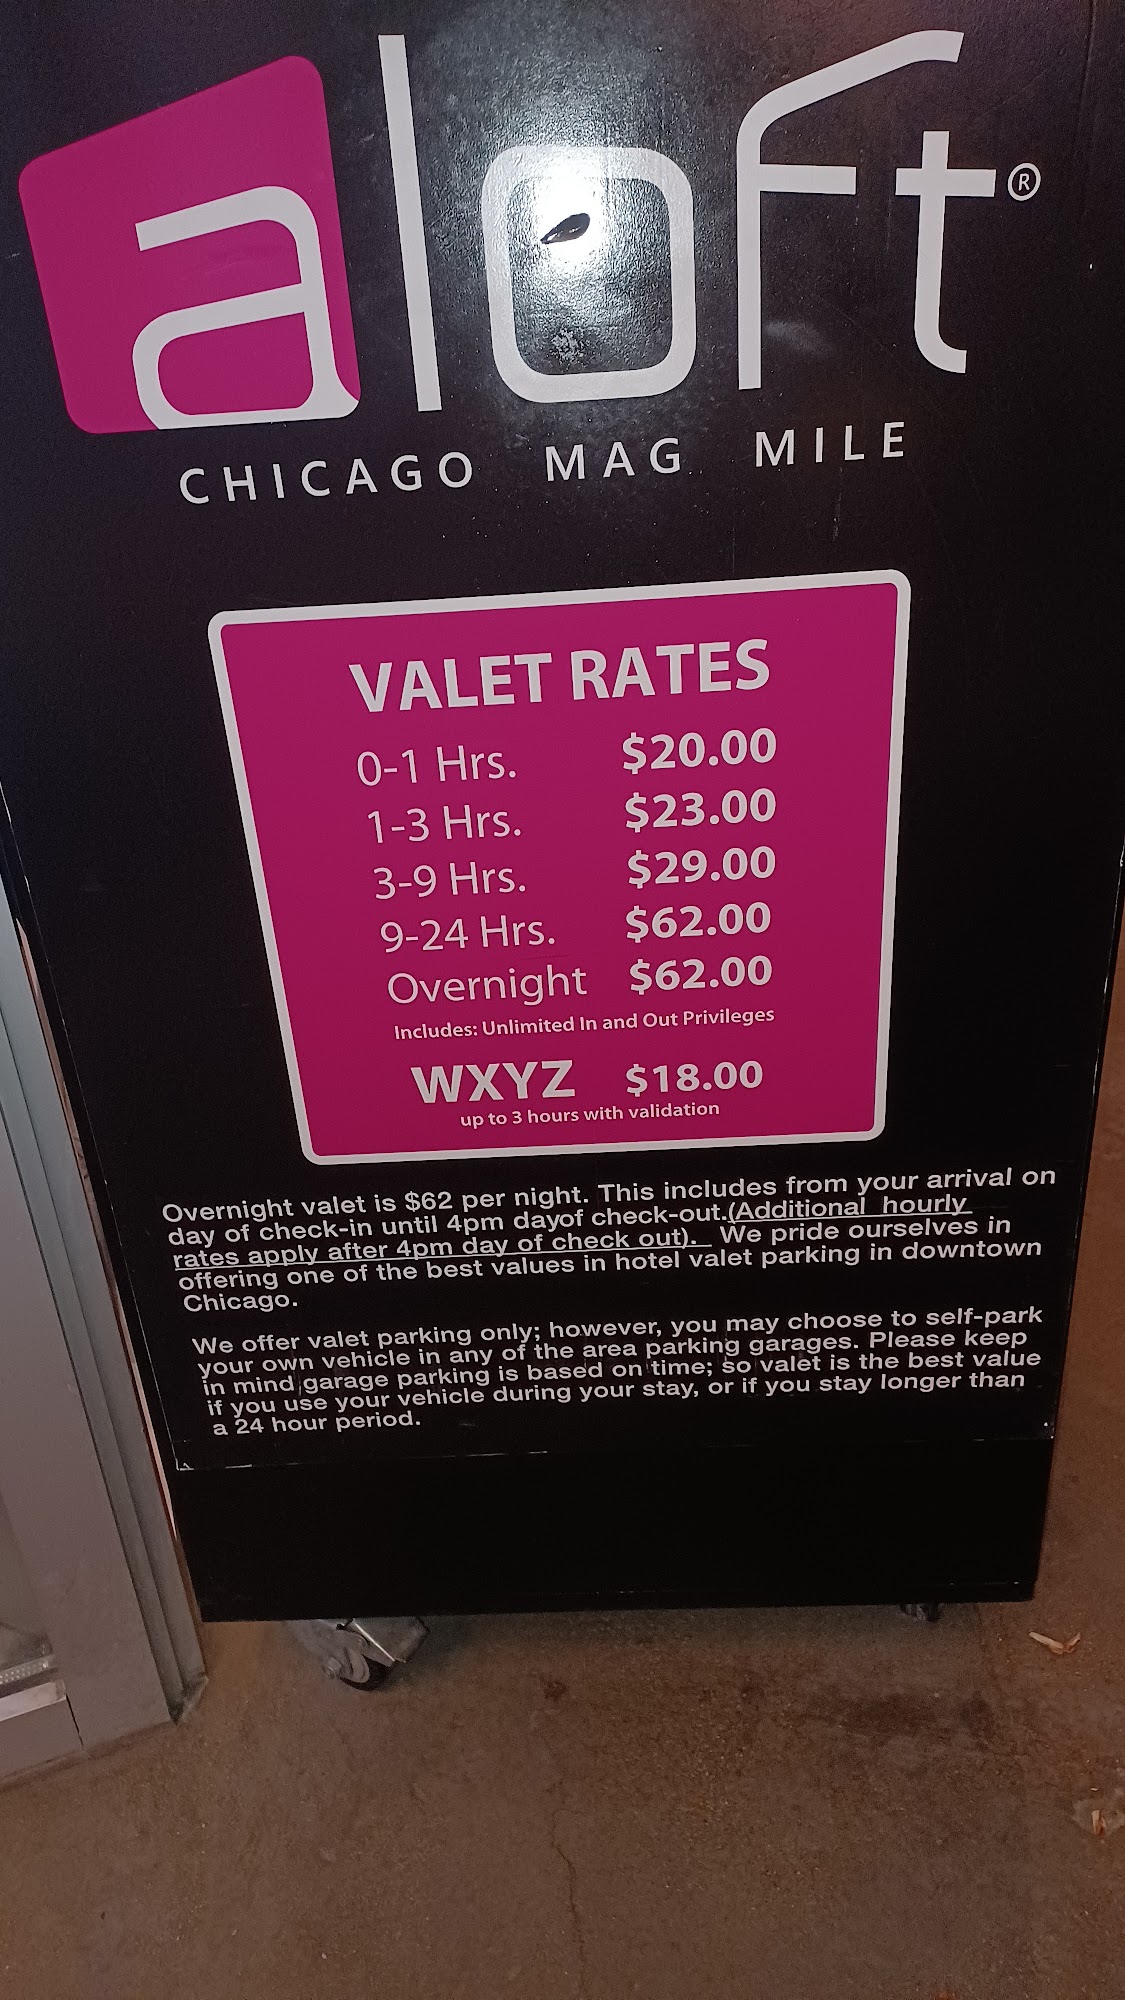 aloft®
CHICAGO MAG MILE
VALET RATES
0-1 Hrs. $20.00
1-3 Hrs. $23.00
3-9 Hrs. $29.00
9-24 Hrs. $62.00
Overnight $62.00
Includes: Unlimited In and Out Privileges
WXYZ $18.00
up to 3 hours with validation
Overnight valet is $62 per night. This includes from your arrival on
day of check-in until 4pm dayof check-out.(Additional hourly
rates apply after 4pm day of check out). We pride ourselves in
offering one of the best values in hotel valet parking in downtown
Chicago.
We offer valet parking only; however, you may choose to self-park
your own vehicle in any of the area parking garages. Please keep
in mind garage parking is based on time; so valet is the best value
if you use your vehicle during your stay, or if you stay longer than
a 24 hour period.